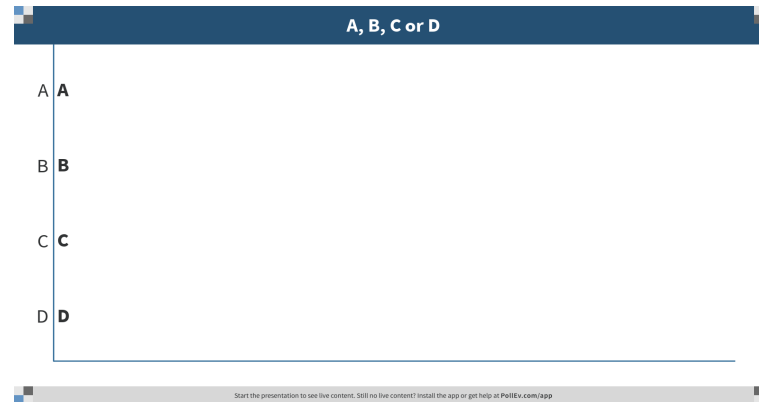 A, B, C or D
A A
B B
C C
D D
Start the presentation to see live content. Still no live content? Install the app or get help at PollEv.com/app